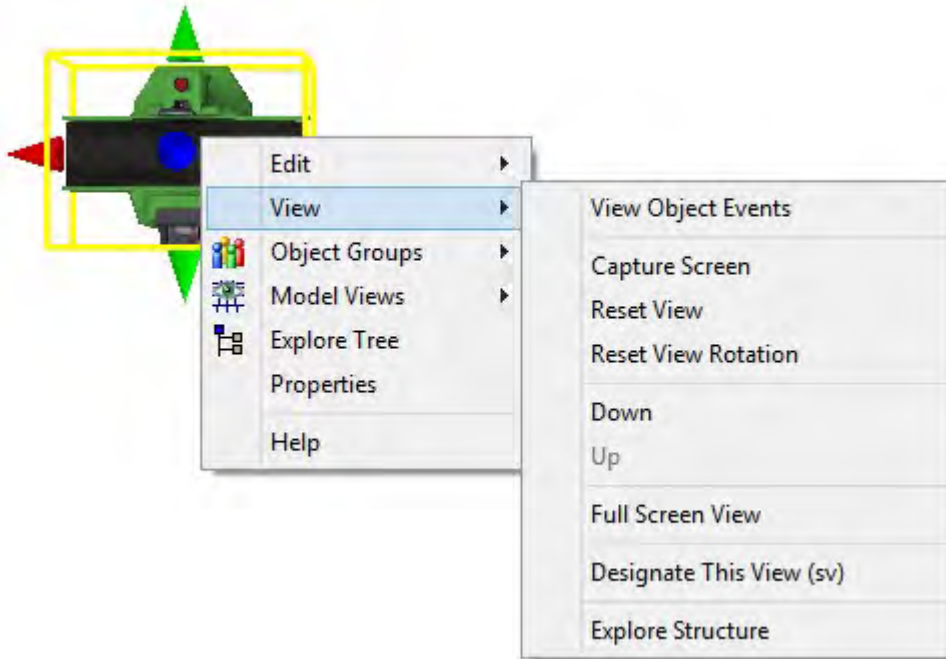 Edit
View
Object Groups
Model Views
Explore Tree
Properties
Help
View Object Events
Capture Screen
Reset View
Reset View Rotation
Down
Up
Full Screen View
Designate This View (sv)
Explore Structure